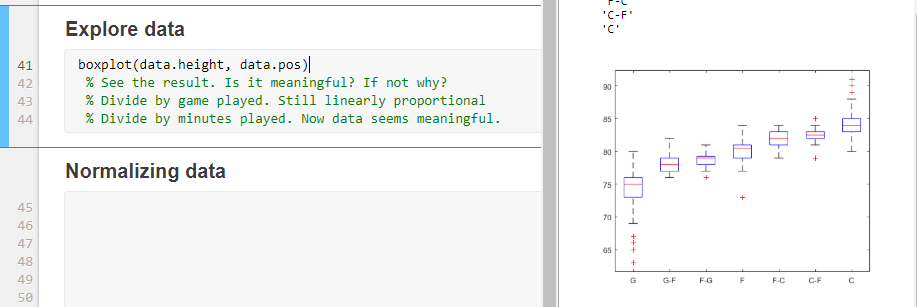 Explore data
41 boxplot(data.height, data.pos)
42 % See the result. Is it meaningful? If not why?
43 % Divide by game played. Still linearly proportional
44 % Divide by minutes played. Now data seems meaningful.
Normalizing data
45
46
47
48
49
50
'F-C'
'C-F'
'C'
90
85
80
75
70
65
G G-F F-G F F-C C-F C